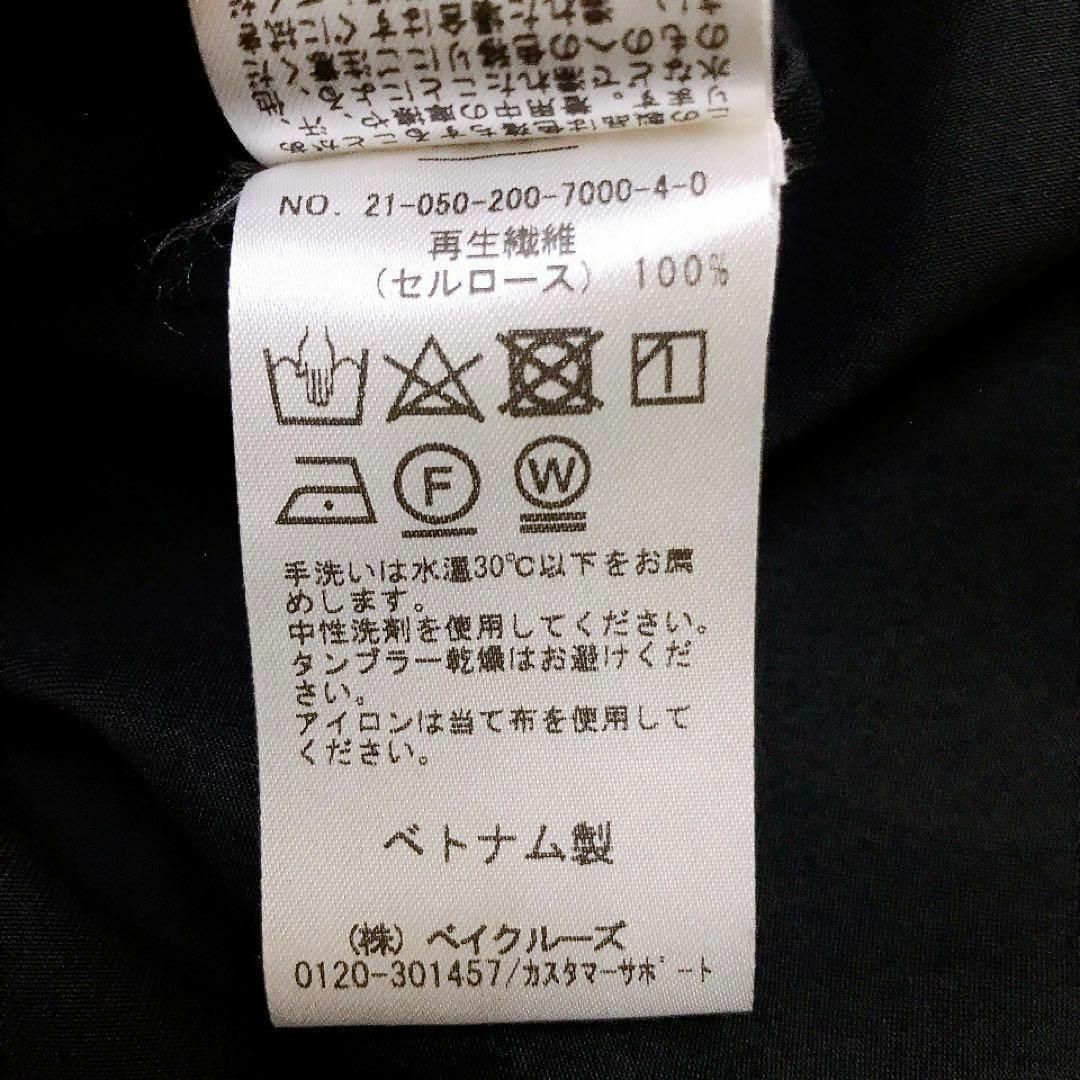 NO. 21-050-200-7000-4-0
再生繊維
(セルロース) 100%
F W
手洗いは水温30℃以下をお薦
めします。
中性洗剤を使用してください。
タンブラー乾燥はお避けくだ
さい。
アイロンは当て布を使用して
ください。
ベトナム製
(株) ベイクルーズ
0120-301457/カスタマーサポート